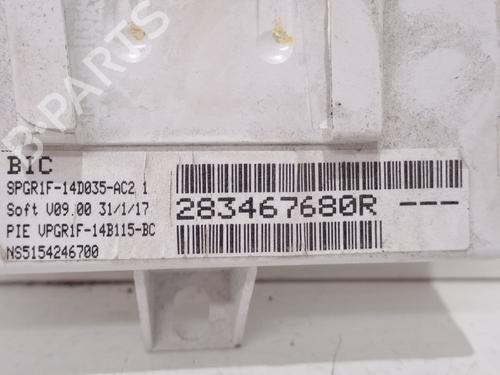 BIC
SPGR1F-14D035-AC2 1
Soft V09.00 31/1/17
PIE VPGR1F-14B115-BC
NS5154246700
283467680R ---
B-PARTS